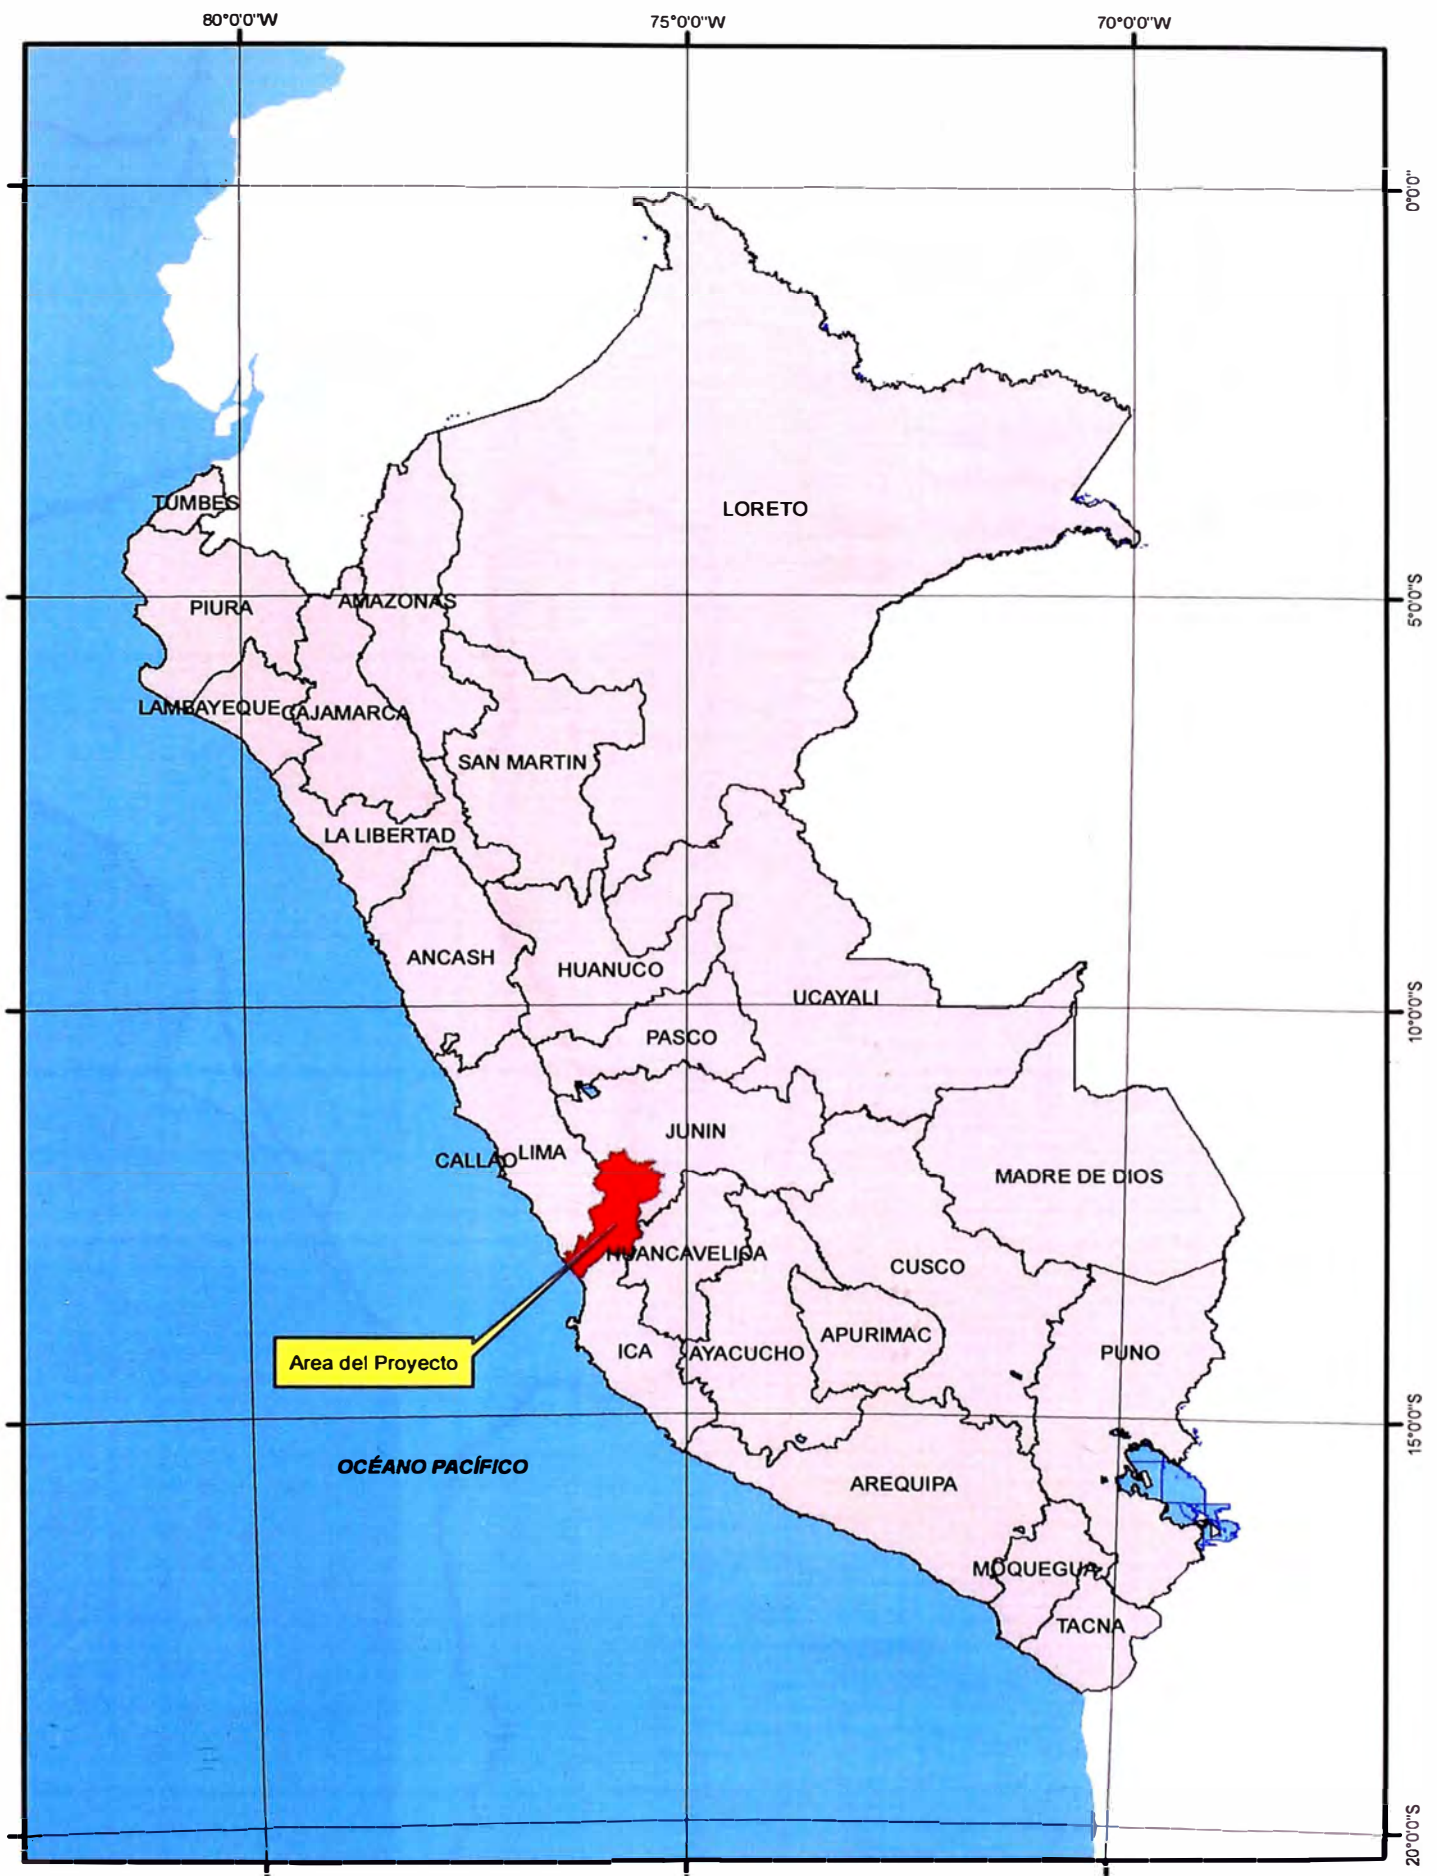 80°0'0"W
75°0'0"W
70°0'0"W
0°0'0"
TUMBES
LORETO
5°0'0"S
PIURA
AMAZONAS
LAMBAYEQUE
CAJAMARCA
SAN MARTIN
LA LIBERTAD
ANCASH
HUANUCO
UCAYALI
10°0'0"S
PASCO
JUNIN
CALLAO
LIMA
MADRE DE DIOS
HUANCAVELICA
CUSCO
Area del Proyecto
ICA
AYACUCHO
APURIMAC
PUNO
15°0'0"S
OCÉANO PACÍFICO
AREQUIPA
MOQUEGUA
TACNA
20°0'0"S